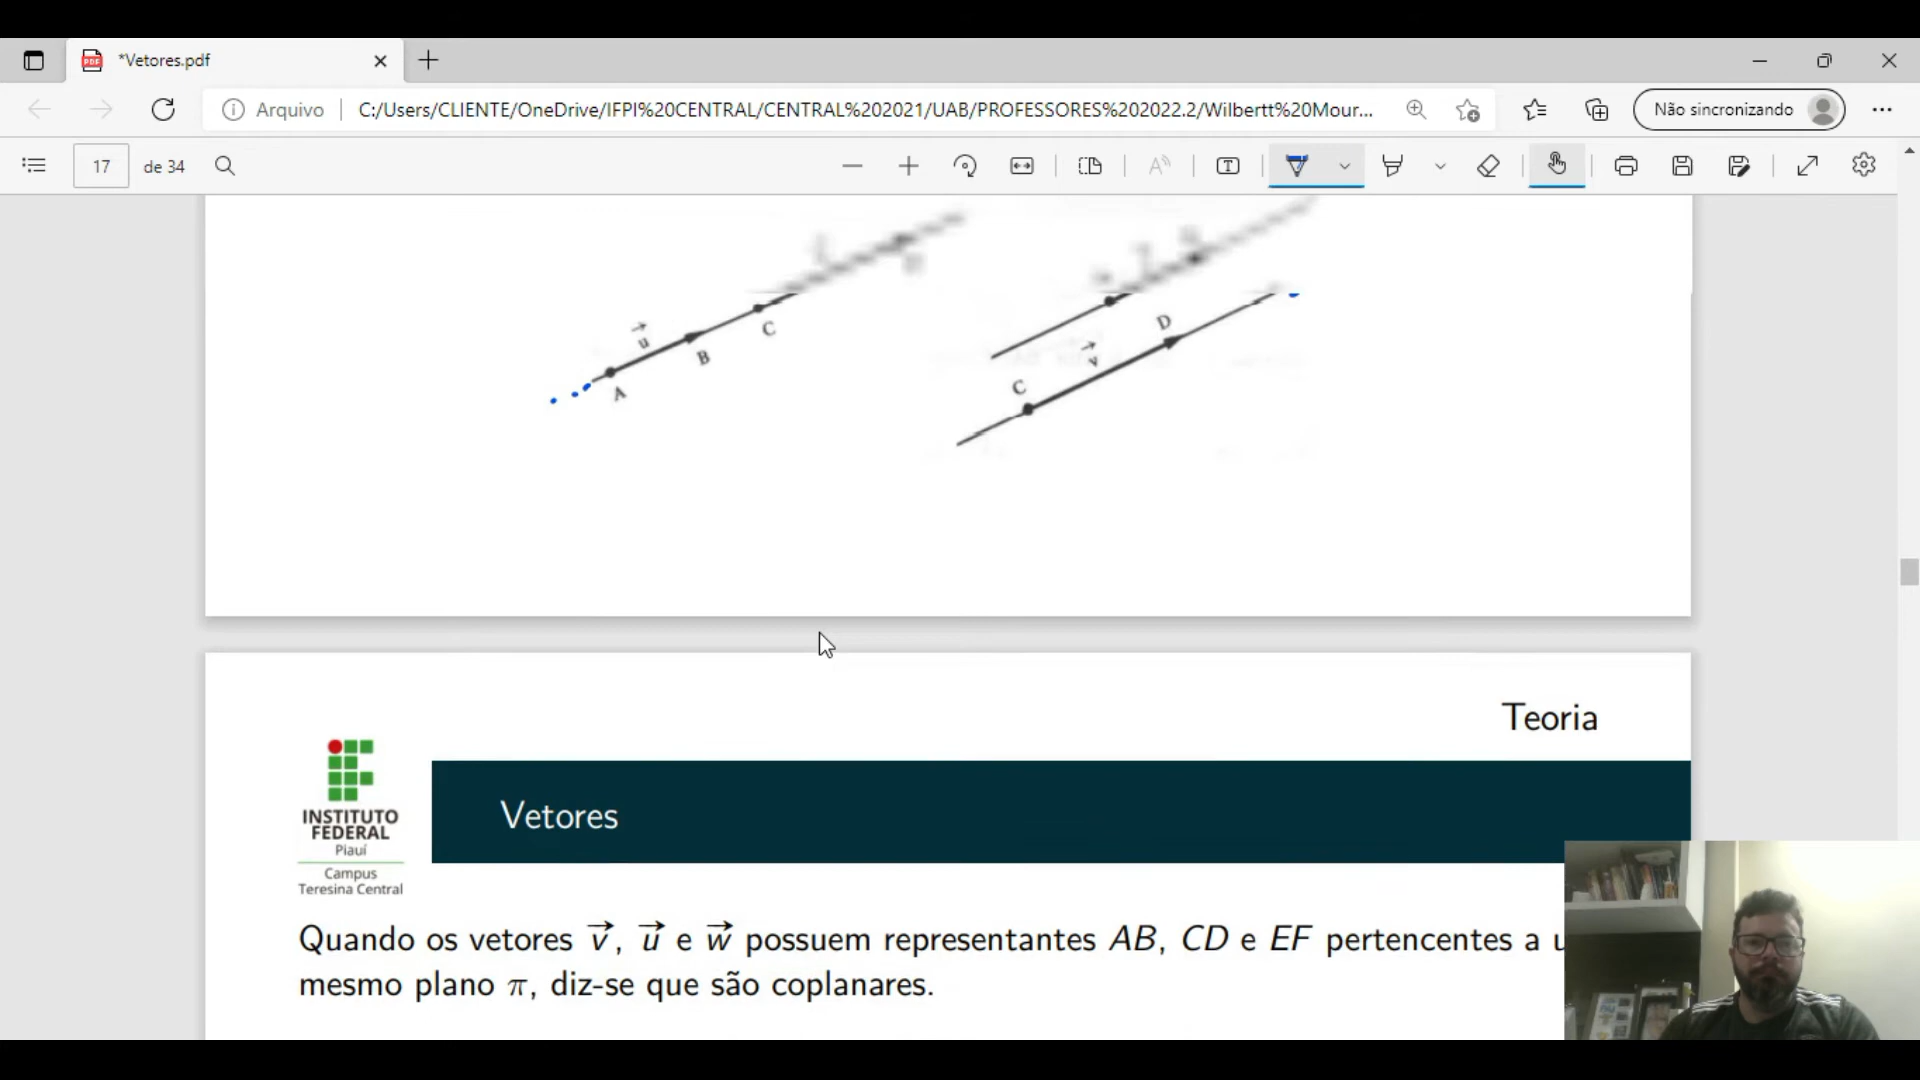 *Vetores.pdf
Arquivo
C:/Users/CLIENTE/OneDrive/IFPI%20CENTRAL/CENTRAL%202021/UAB/PROFESSORES%202022.2/Wilbertt%20Mour...
Não sincronizando
17 de 34
u
A
B
C
D
v
C
Teoria
INSTITUTO
FEDERAL
Piauí
Campus
Teresina Central
Vetores
Quando os vetores v⃗, u⃗ e w⃗ possuem representantes AB, CD e EF pertencentes a
mesmo plano π, diz-se que são coplanares.